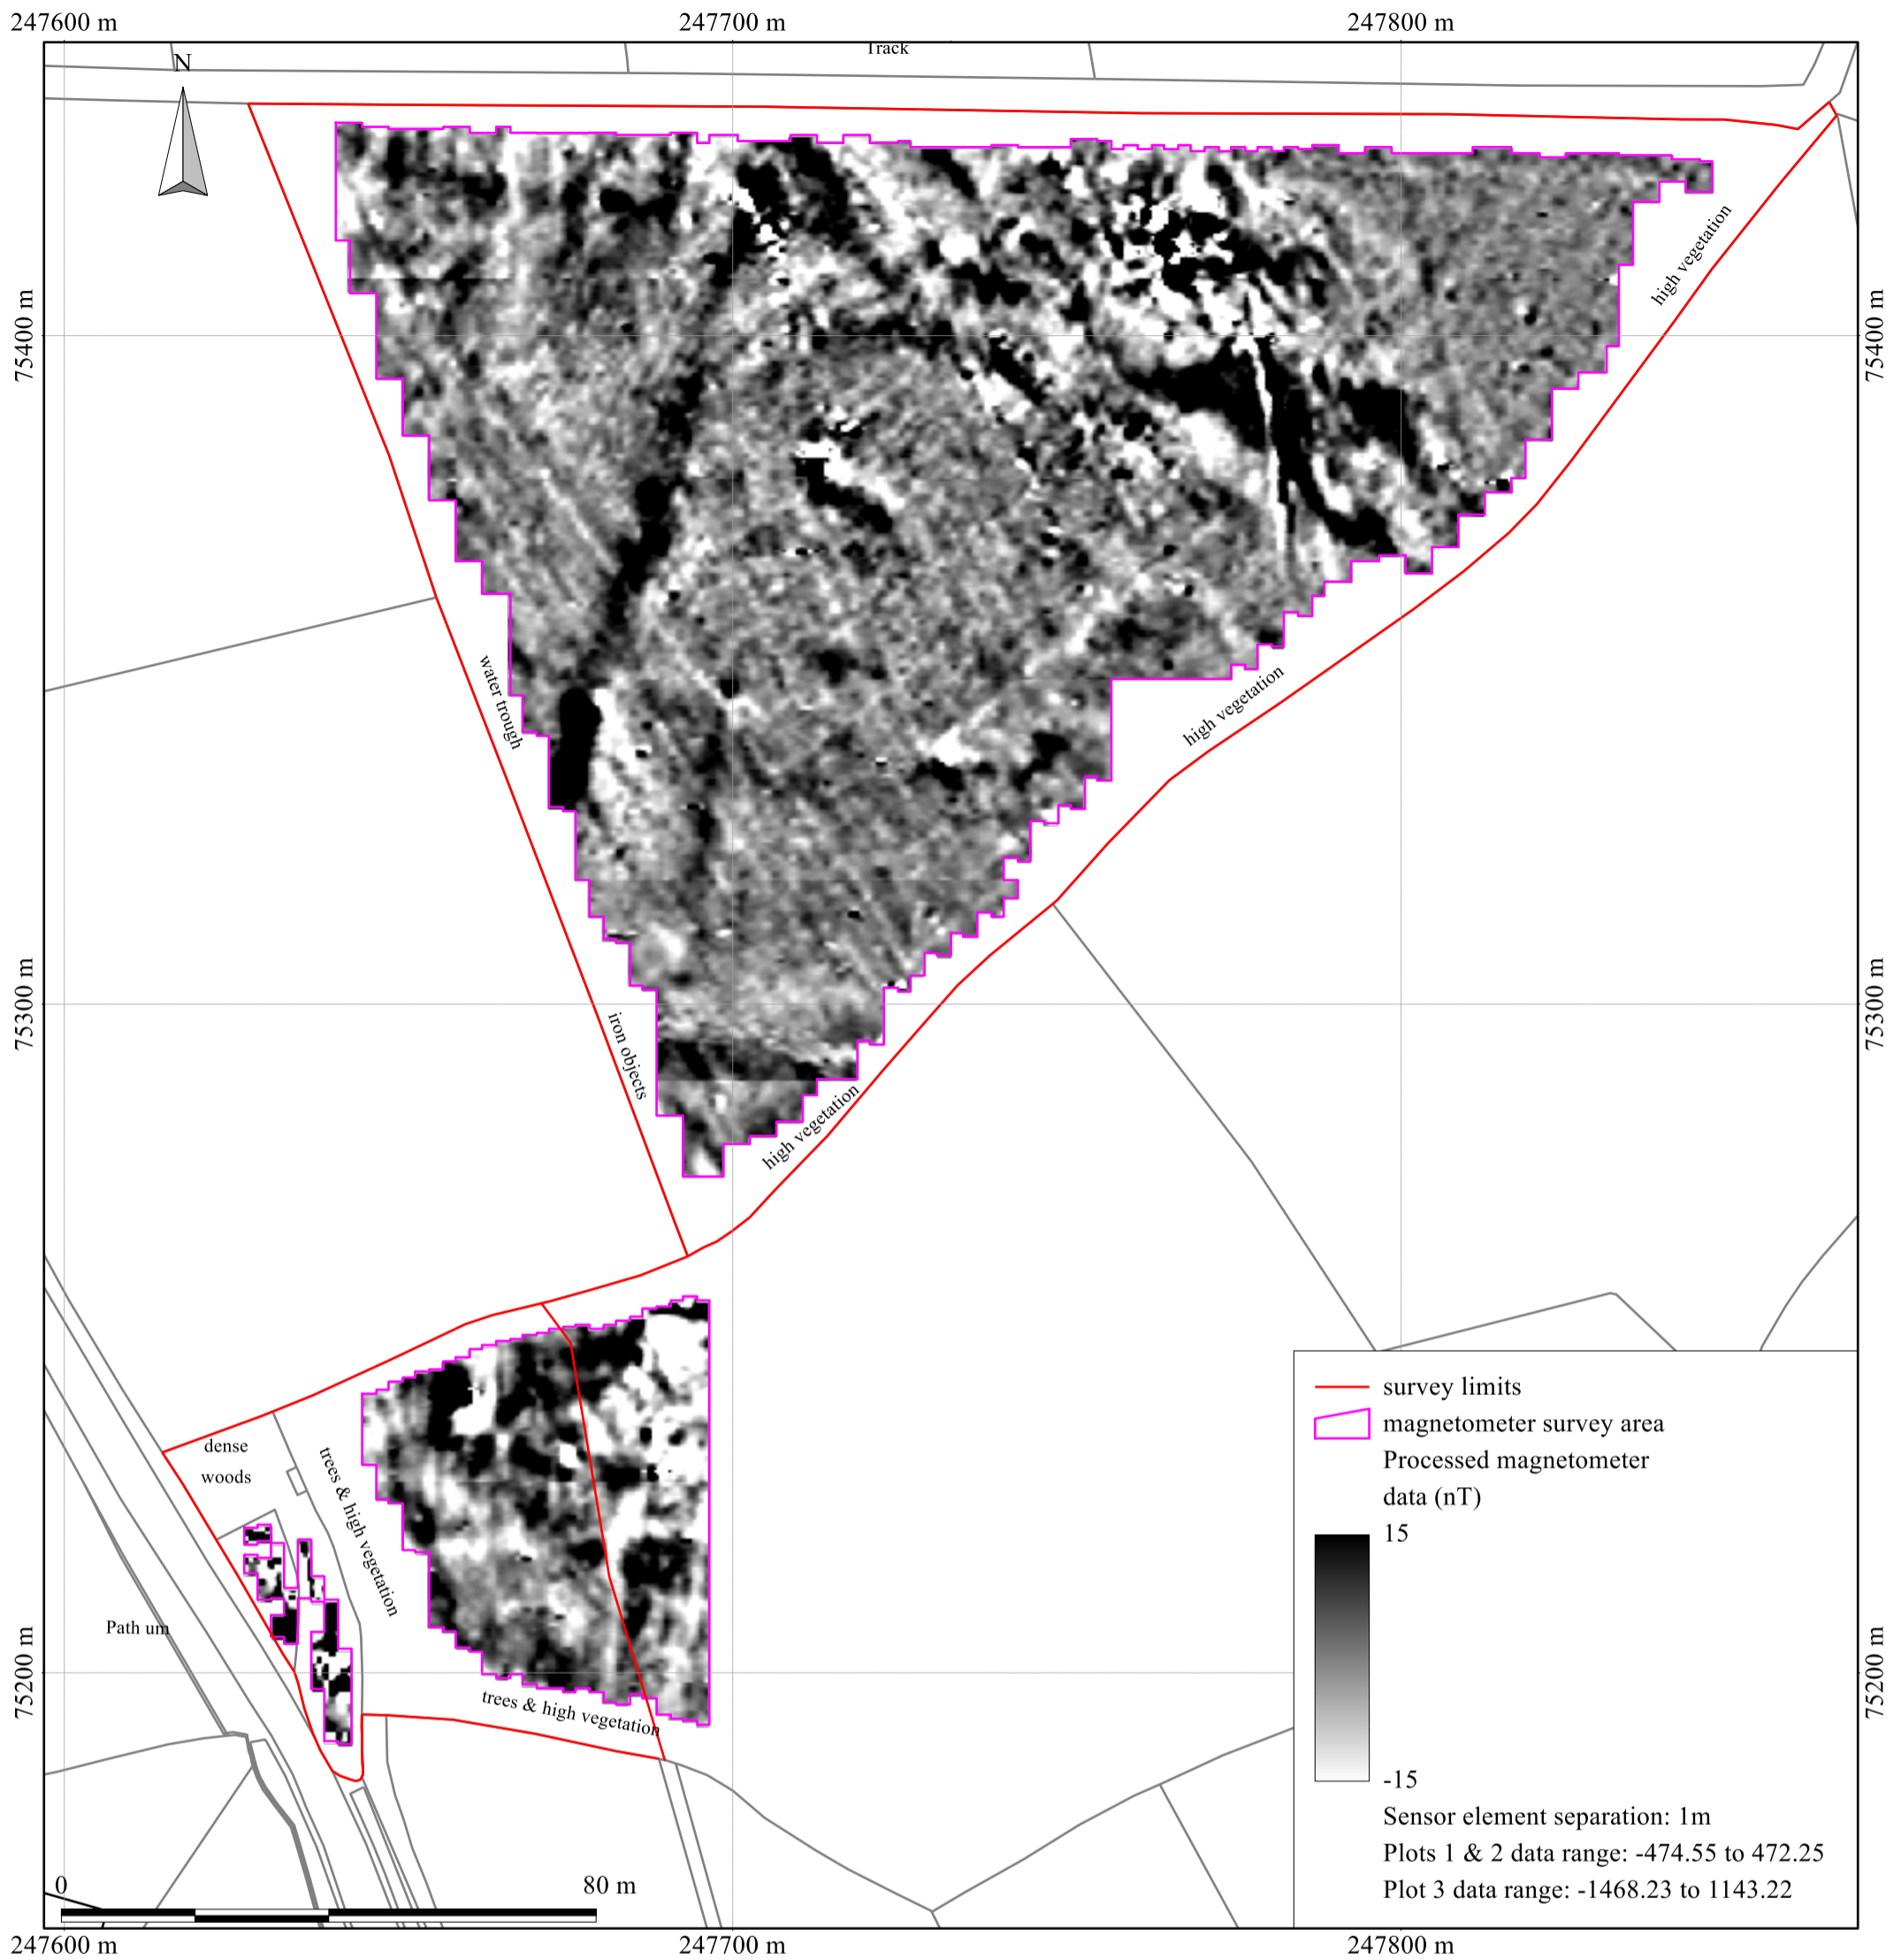 247600 m
247700 m
247800 m
Track
N
high vegetation
75400 m
75400 m
water trough
high vegetation
75300 m
75300 m
iron objects
high vegetation
survey limits
magnetometer survey area
Processed magnetometer
data (nT)
15
-15
Sensor element separation: 1m
Plots 1 & 2 data range: -474.55 to 472.25
Plot 3 data range: -1468.23 to 1143.22
dense
woods
trees & high vegetation
Path um
75200 m
75200 m
trees & high vegetation
0
80 m
247600 m
247700 m
247800 m